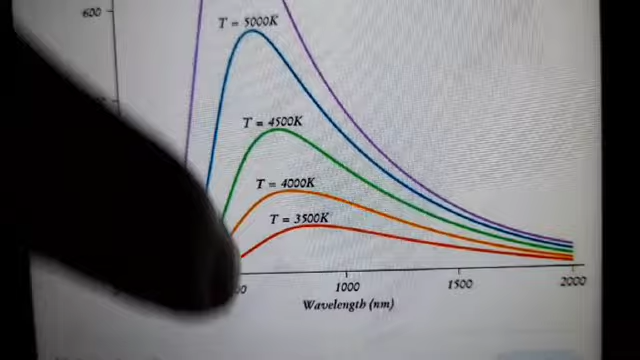 600
T = 5000K
T = 4500K
T = 4000K
T = 3500K
1000
1500
2000
Wavelength (nm)